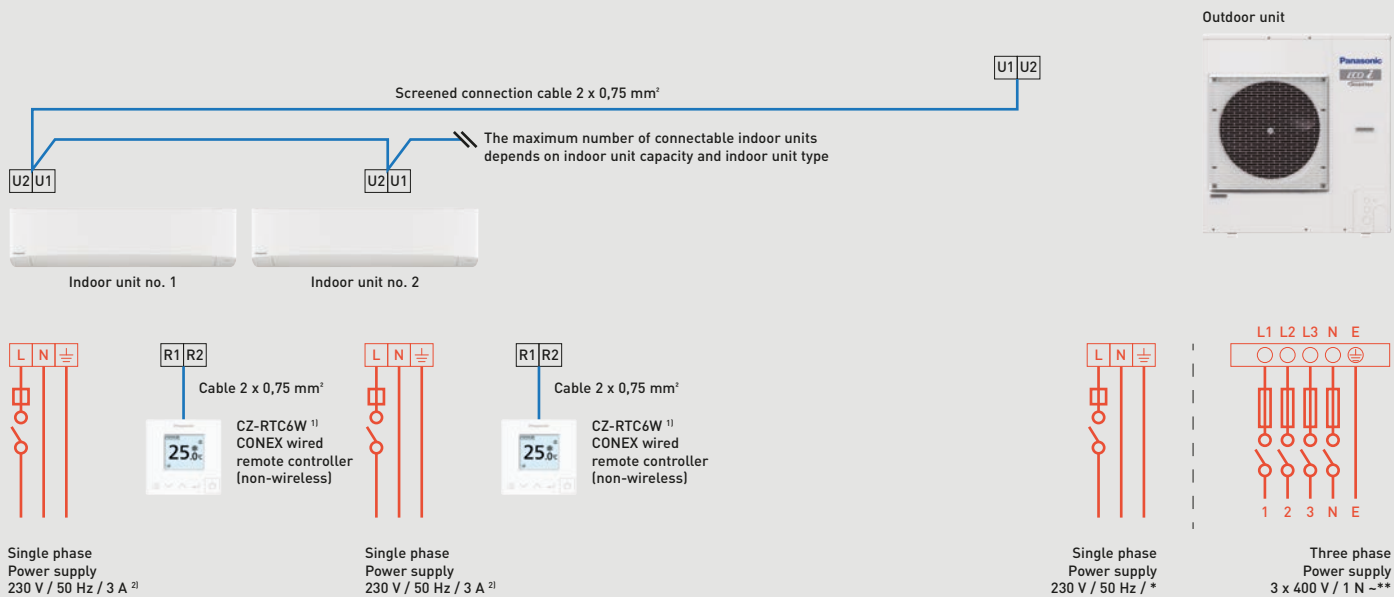 Outdoor unit
Panasonic
ECO i
U1 U2
Screened connection cable 2 x 0,75 mm²
The maximum number of connectable indoor units
depends on indoor unit capacity and indoor unit type
U2 U1
U2 U1
Indoor unit no. 1
Indoor unit no. 2
L N
R1 R2
Cable 2 x 0,75 mm²
CZ-RTC6W ¹⁾
CONEX wired
remote controller
(non-wireless)
25.0°C
L N
R1 R2
Cable 2 x 0,75 mm²
CZ-RTC6W ¹⁾
CONEX wired
remote controller
(non-wireless)
25.0°C
L N
L1 L2 L3 N E
1 2 3 N E
Single phase
Power supply
230 V / 50 Hz / 3 A ²⁾
Single phase
Power supply
230 V / 50 Hz / 3 A ²⁾
Single phase
Power supply
230 V / 50 Hz / *
Three phase
Power supply
3 x 400 V / 1 N ~**